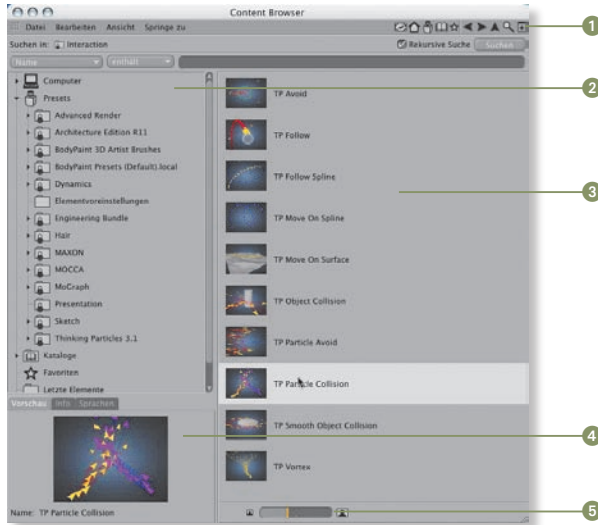 Content Browser
Datei Bearbeiten Ansicht Springe zu
1
Suchen in: Interaction
Rekursive Suche Suchen
Name enthält
2
Computer
Presets
Advanced Render
Architecture Edition R11
BodyPaint 3D Artist Brushes
BodyPaint Presets (Default).local
Dynamics
Elementvoreinstellungen
Engineering Bundle
Hair
MAXON
MOCCA
MoGraph
Presentation
Sketch
Thinking Particles 3.1
Kataloge
Favoriten
Letzte Elemente
TP Avoid
TP Follow
3
TP Follow Spline
TP Move On Spline
TP Move On Surface
TP Object Collision
TP Particle Avoid
TP Particle Collision
TP Smooth Object Collision
TP Vortex
Vorschau Info Sprachen
4
Name: TP Particle Collision
5